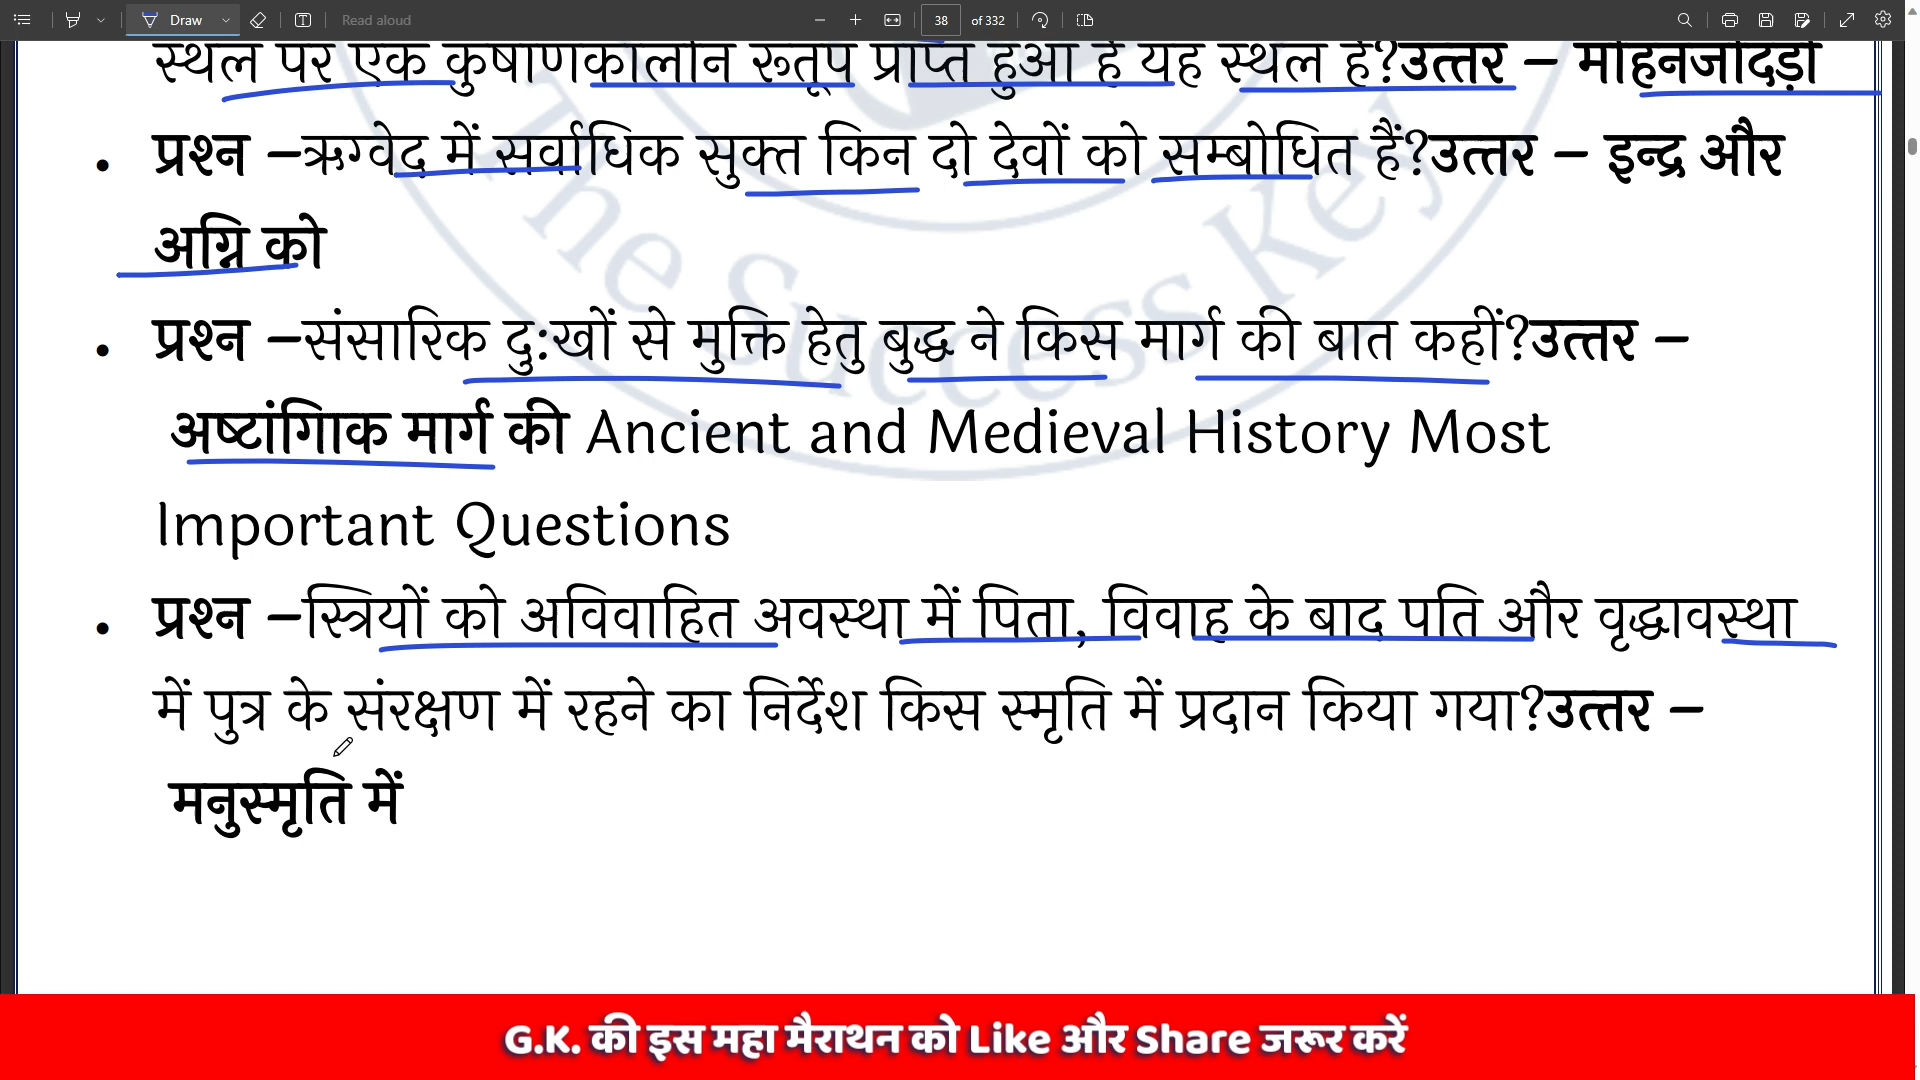 Draw
Read aloud
38 of 332
स्थल पर एक कुषाणकालीन रूतूप प्राप्त हुआ है यह स्थल है?उत्तर – मोहनजोदड़ो
• प्रश्न –ऋग्वेद में सर्वाधिक सुक्त किन दो देवों को सम्बोधित हैं?उत्तर – इन्द्र और
अग्नि को
• प्रश्न –संसारिक दु:खों से मुक्ति हेतु बुद्ध ने किस मार्ग की बात कहीं?उत्तर –
अष्टांगिाक मार्ग की Ancient and Medieval History Most
Important Questions
• प्रश्न –स्त्रियों को अविवाहित अवस्था में पिता, विवाह के बाद पति और वृद्धावस्था
में पुत्र के संरक्षण में रहने का निर्देश किस स्मृति में प्रदान किया गया?उत्तर –
मनुस्मृति में
The Success Key
G.K. की इस महा मैराथन को Like और Share जरूर करें